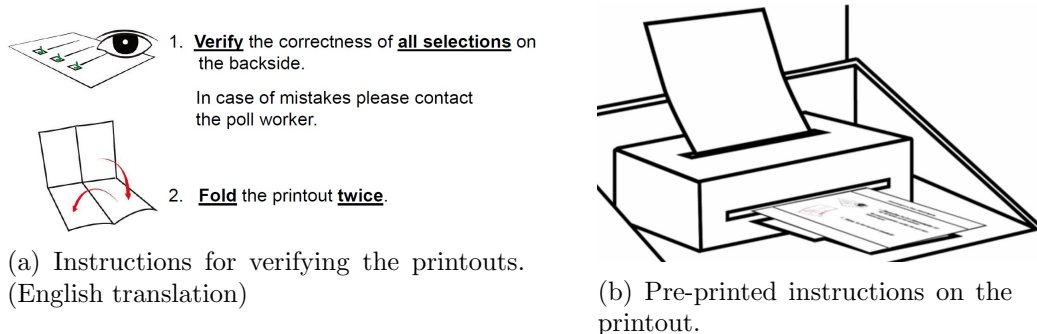 1. Verify the correctness of all selections on
the backside.
In case of mistakes please contact
the poll worker.
2. Fold the printout twice.
(a) Instructions for verifying the printouts.
(English translation)
(b) Pre-printed instructions on the
printout.